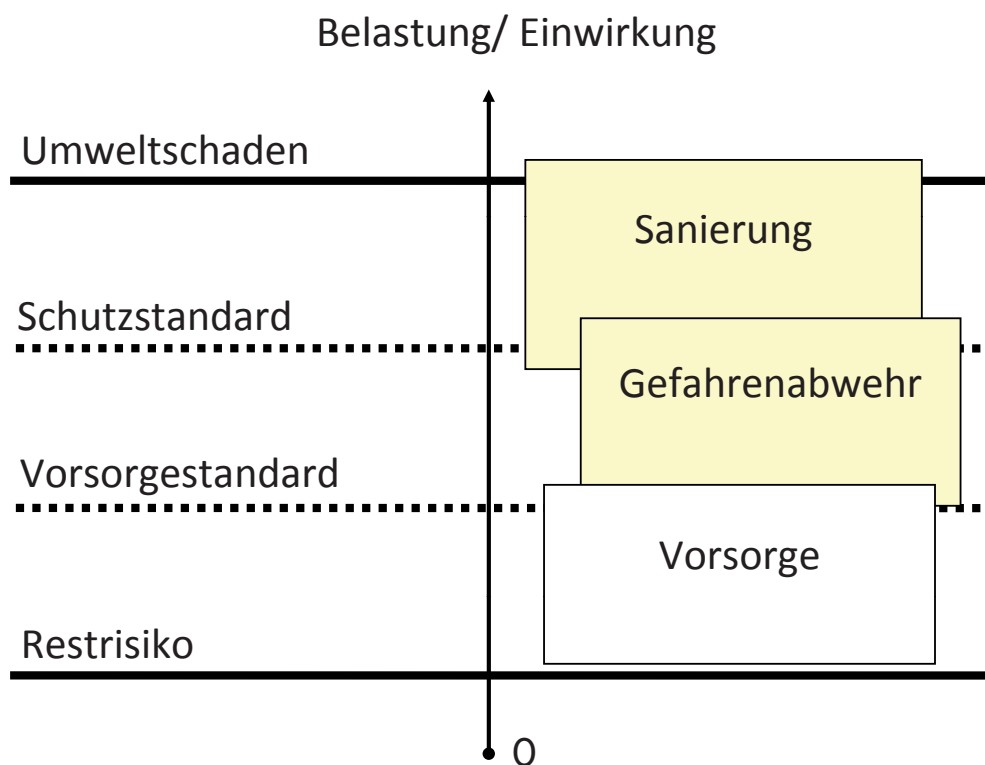 Belastung/ Einwirkung
Umweltschaden
Sanierung
Schutzstandard
Gefahrenabwehr
Vorsorgestandard
Vorsorge
Restrisiko
0